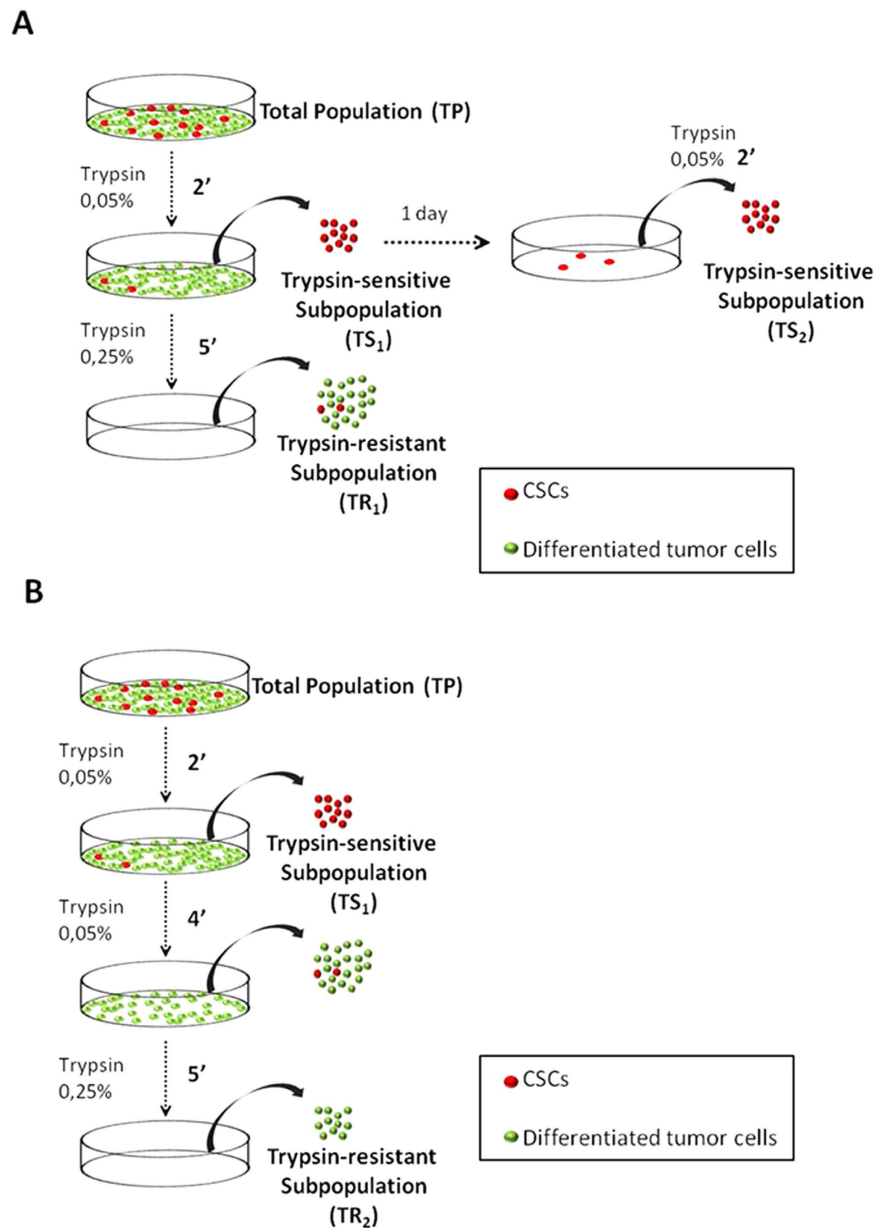 A
Total Population (TP)
Trypsin
0,05%
2’
Trypsin
0,05%
2’
1 day
Trypsin-sensitive
Subpopulation
(TS₁)
Trypsin-sensitive
Subpopulation
(TS₂)
Trypsin
0,25%
5’
Trypsin-resistant
Subpopulation
(TR₁)
CSCs
Differentiated tumor cells
B
Total Population (TP)
Trypsin
0,05%
2’
Trypsin-sensitive
Subpopulation
(TS₁)
Trypsin
0,05%
4’
Trypsin
0,25%
5’
Trypsin-resistant
Subpopulation
(TR₂)
CSCs
Differentiated tumor cells